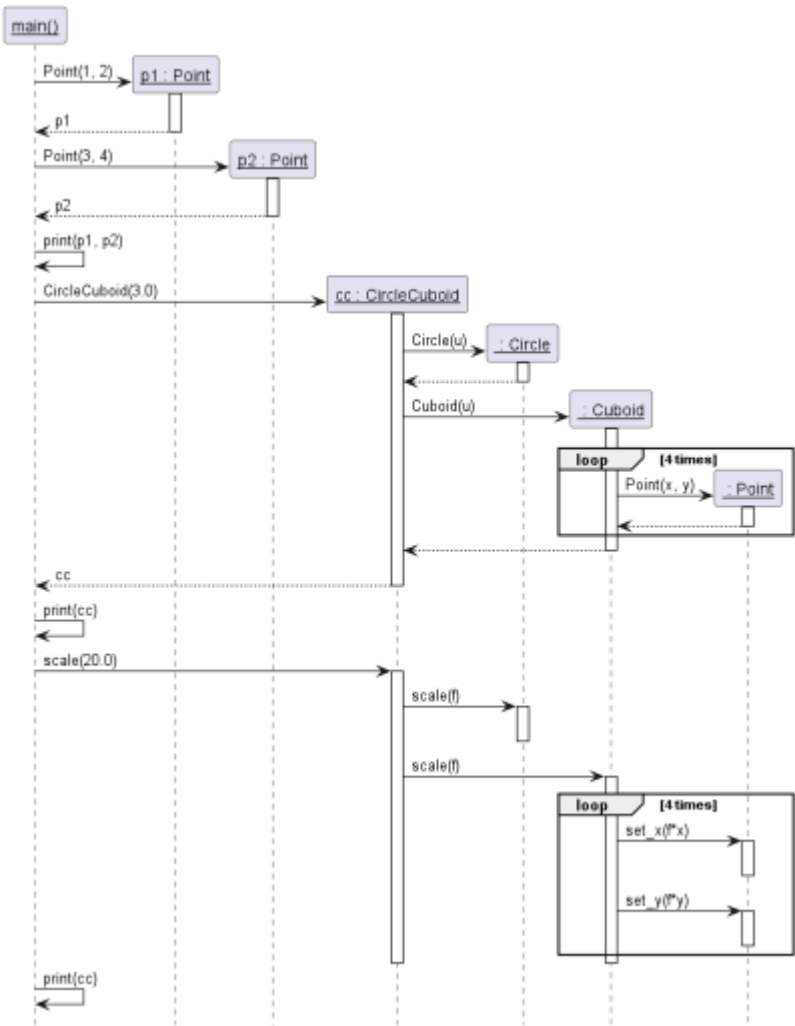 main()
Point(1, 2)
p1 : Point
p1
Point(3, 4)
p2 : Point
p2
print(p1, p2)
CircleCuboid(3.0)
cc : CircleCuboid
Circle(u)
: Circle
Cuboid(u)
: Cuboid
loop [4 times]
Point(x, y)
: Point
cc
print(cc)
scale(20.0)
scale(f)
scale(f)
loop [4 times]
set_x(f*x)
set_y(f*y)
print(cc)